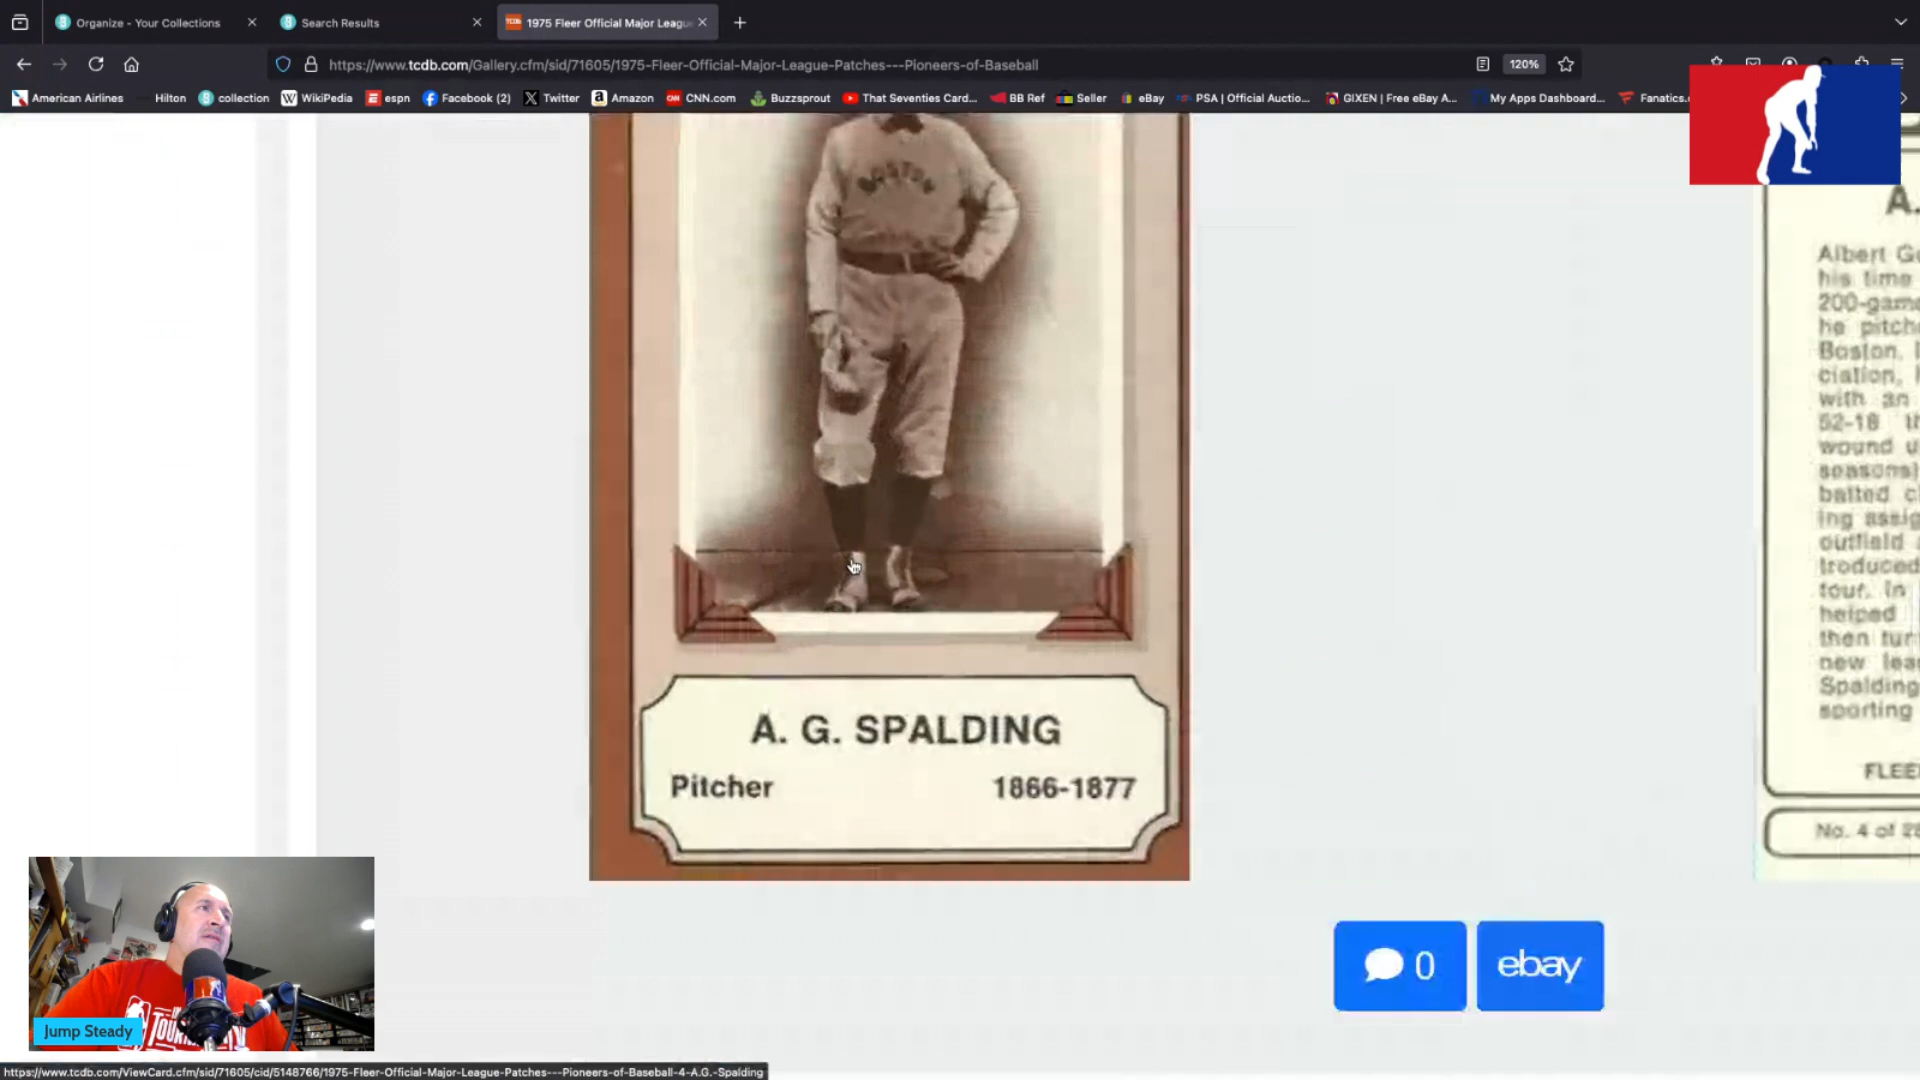 Organize - Your Collections
Search Results
TCDb
1975 Fleer Official Major Leagu
https://www.tcdb.com/Gallery.cfm/sid/71605/1975-Fleer-Official-Major-League-Patches---Pioneers-of-Baseball
120%
American Airlines
Hilton
collection
WikiPedia
espn
Facebook (2)
Twitter
Amazon
CNN.com
Buzzsprout
That Seventies Card...
BB Ref
Seller
eBay
PSA | Official Auctio...
GIXEN | Free eBay A...
My Apps Dashboard...
Fanatics.c
BOSTON
A. G. SPALDING
Pitcher 1866-1877
A.
Albert Go
his time
200-game
he pitch
Boston,
ciation,
with an
52-18 th
wound u
seasons)
batted c
ing assig
outfield
troduced
tour. In
helped
then tur
new lea
Spalding
sporting
FLEE
No. 4 of 28
0
ebay
Jump Steady
https://www.tcdb.com/ViewCard.cfm/sid/71605/cid/5148766/1975-Fleer-Official-Major-League-Patches---Pioneers-of-Baseball-4-A.G.-Spalding